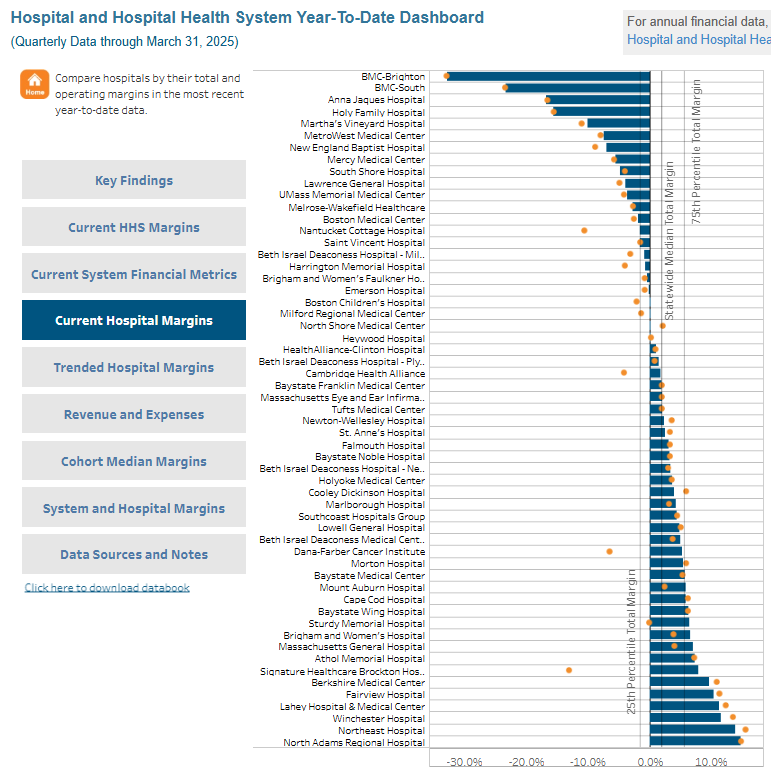 Hospital and Hospital Health System Year-To-Date Dashboard
(Quarterly Data through March 31, 2025)
For annual financial data,
Hospital and Hospital Hea
Home
Compare hospitals by their total and
operating margins in the most recent
year-to-date data.
Key Findings
Current HHS Margins
Current System Financial Metrics
Current Hospital Margins
Trended Hospital Margins
Revenue and Expenses
Cohort Median Margins
System and Hospital Margins
Data Sources and Notes
Click here to download databook
BMC-Brighton
BMC-South
Anna Jaques Hospital
Holy Family Hospital
Martha's Vineyard Hospital
MetroWest Medical Center
New England Baptist Hospital
Mercy Medical Center
South Shore Hospital
Lawrence General Hospital
UMass Memorial Medical Center
Melrose-Wakefield Healthcare
Boston Medical Center
Nantucket Cottage Hospital
Saint Vincent Hospital
Beth Israel Deaconess Hospital - Mil..
Harrington Memorial Hospital
Brigham and Women's Faulkner Ho..
Emerson Hospital
Boston Children's Hospital
Milford Regional Medical Center
North Shore Medical Center
Heywood Hospital
HealthAlliance-Clinton Hospital
Beth Israel Deaconess Hospital - Ply..
Cambridge Health Alliance
Baystate Franklin Medical Center
Massachusetts Eye and Ear Infirma..
Tufts Medical Center
Newton-Wellesley Hospital
St. Anne's Hospital
Falmouth Hospital
Baystate Noble Hospital
Beth Israel Deaconess Hospital - Ne..
Holyoke Medical Center
Cooley Dickinson Hospital
Marlborough Hospital
Southcoast Hospitals Group
Lowell General Hospital
Beth Israel Deaconess Medical Cent..
Dana-Farber Cancer Institute
Morton Hospital
Baystate Medical Center
Mount Auburn Hospital
Cape Cod Hospital
Baystate Wing Hospital
Sturdy Memorial Hospital
Brigham and Women's Hospital
Massachusetts General Hospital
Athol Memorial Hospital
Signature Healthcare Brockton Hos..
Berkshire Medical Center
Fairview Hospital
Lahey Hospital & Medical Center
Winchester Hospital
Northeast Hospital
North Adams Regional Hospital
25th Percentile Total Margin
Statewide Median Total Margin
75th Percentile Total Margin
-30.0%
-20.0%
-10.0%
0.0%
10.0%